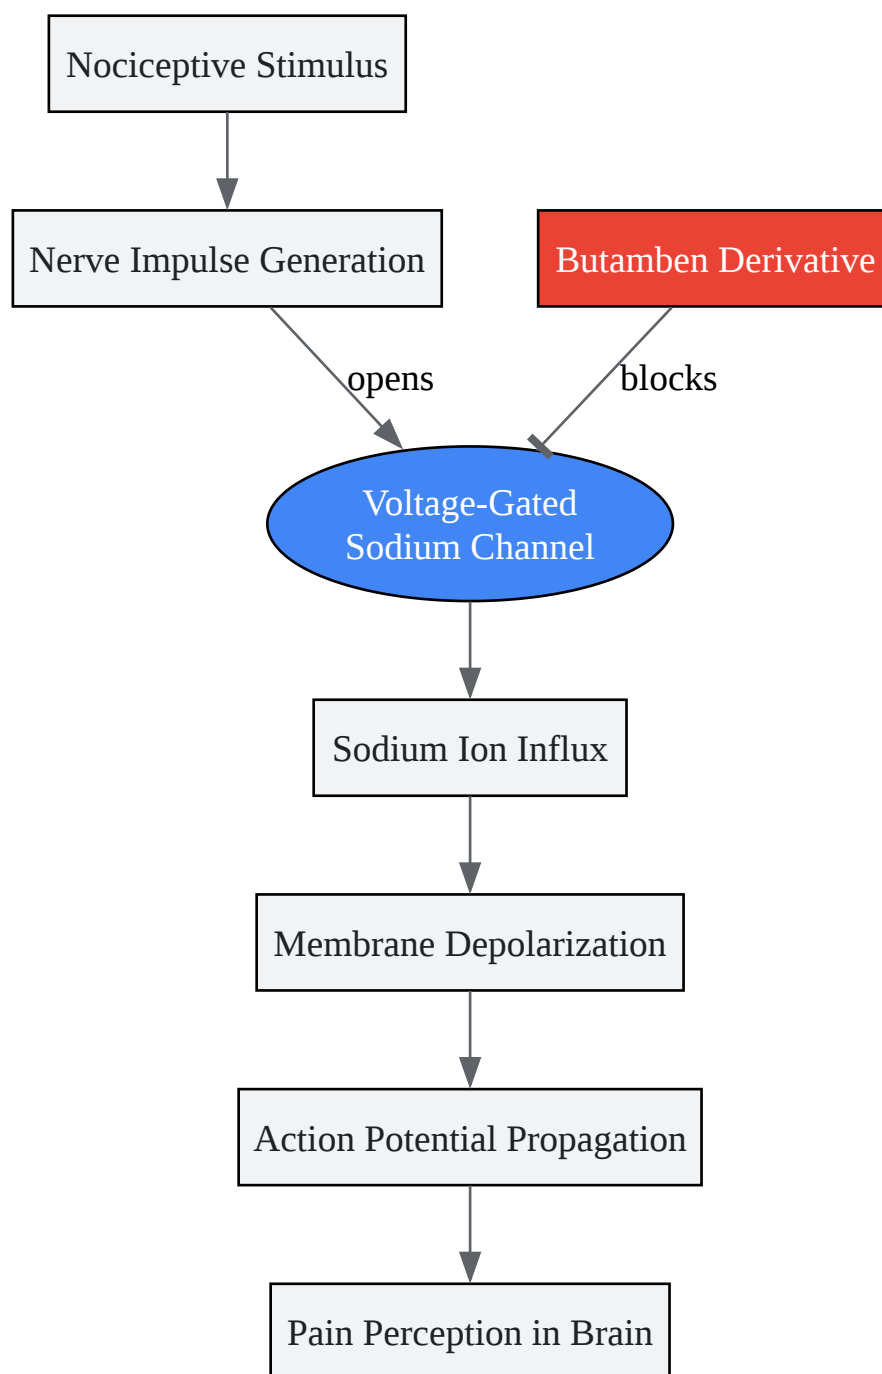 Nociceptive Stimulus
Nerve Impulse Generation
Butamben Derivative
opens
blocks
Voltage-Gated
Sodium Channel
Sodium Ion Influx
Membrane Depolarization
Action Potential Propagation
Pain Perception in Brain